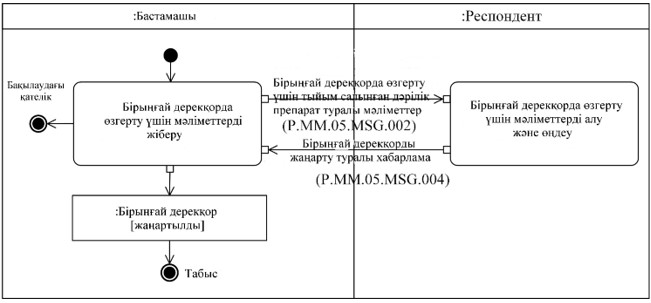 :Бастамашы
:Респондент
Бақылаудағы
қателік
Бірыңғай дерекқорда
өзгерту үшін мәліметтерді
жіберу
Бірыңғай дерекқорда өзгерту
үшін тыйым салынған дәрілік
препарат туралы мәліметтер
(P.MM.05.MSG.002)
Бірыңғай дерекқорды
жаңарту туралы хабарлама
(P.MM.05.MSG.004)
Бірыңғай дерекқорда өзгерту
үшін мәліметтерді алу
және өңдеу
:Бірыңғай дерекқор
[жаңартылды]
Табыс